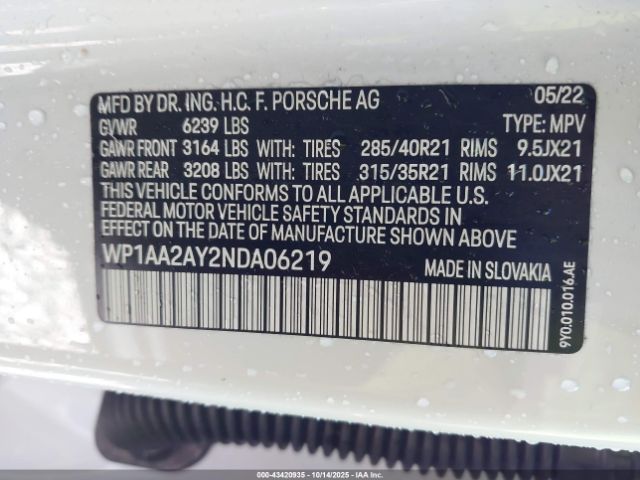 MFD BY DR. ING. H.C. F. PORSCHE AG 05/22
GVWR 6239 LBS TYPE: MPV
GAWR FRONT 3164 LBS WITH: TIRES 285/40R21 RIMS 9.5JX21
GAWR REAR 3208 LBS WITH: TIRES 315/35R21 RIMS 11.0JX21
THIS VEHICLE CONFORMS TO ALL APPLICABLE U.S.
FEDERAL MOTOR VEHICLE SAFETY STANDARDS IN
EFFECT ON THE DATE OF MANUFACTURE SHOWN ABOVE.
WP1AA2AY2NDA06219 MADE IN SLOVAKIA
9Y0.010.016.AE
000-43420935 - 10/14/2025 - IAA, Inc.